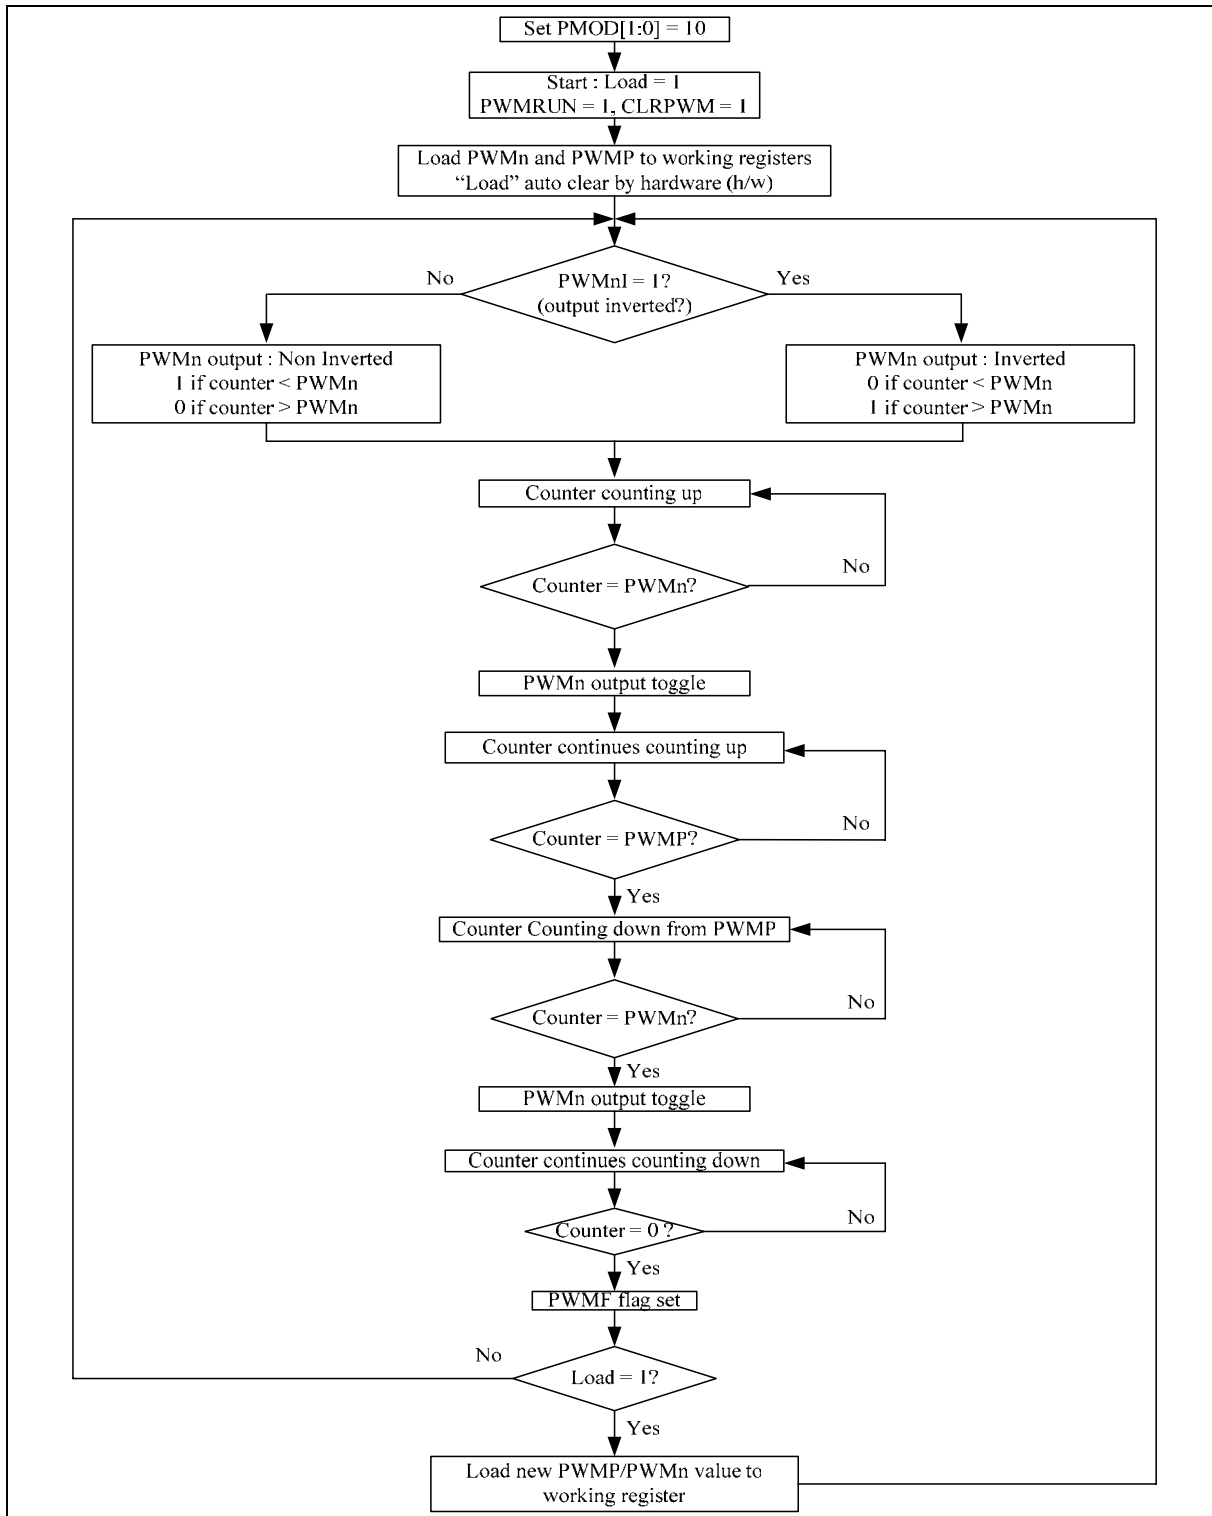 Set PMOD[1:0] = 10
Start : Load = 1
PWMRUN = 1, CLRPWM = 1
Load PWMn and PWMP to working registers
“Load” auto clear by hardware (h/w)
No
PWMnI = 1?
(output inverted?)
Yes
PWMn output : Non Inverted
1 if counter < PWMn
0 if counter > PWMn
PWMn output : Inverted
0 if counter < PWMn
1 if counter > PWMn
Counter counting up
Counter = PWMn?
No
PWMn output toggle
Counter continues counting up
Counter = PWMP?
No
Yes
Counter Counting down from PWMP
Counter = PWMn?
No
Yes
PWMn output toggle
Counter continues counting down
Counter = 0 ?
No
Yes
PWMF flag set
No
Load = 1?
Yes
Load new PWMP/PWMn value to
working register